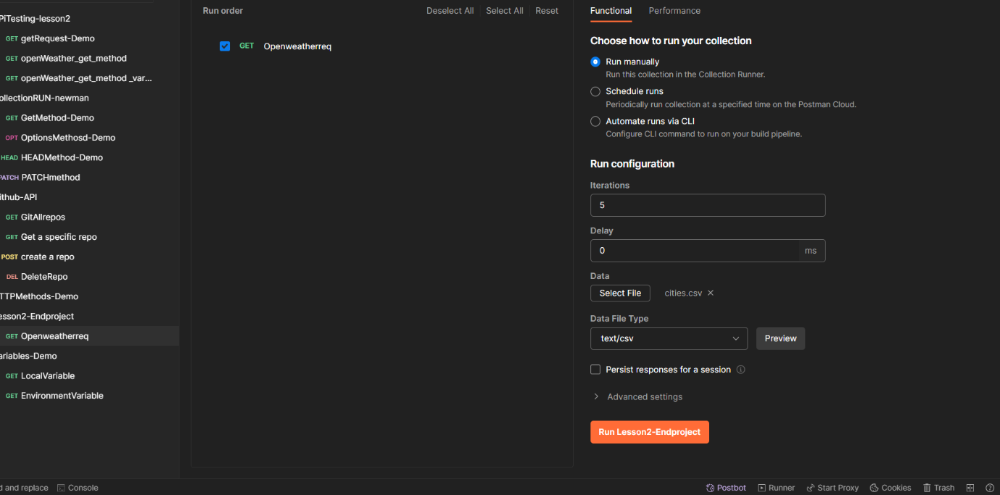 PiTesting-lesson2
GET getRequest-Demo
GET openWeather_get_method
GET openWeather_get_method _var...
ollectionRUN-newman
GET GetMethod-Demo
OPT OptionsMethosd-Demo
HEAD HEADMethod-Demo
PATCH PATCHmethod
ithub-API
GET GitAllrepos
GET Get a specific repo
POST create a repo
DEL DeleteRepo
TTPMethods-Demo
esson2-Endproject
GET Openweatherreq
ariables-Demo
GET LocalVariable
GET EnvironmentVariable
Run order Deselect All Select All Reset
GET Openweatherreq
Functional Performance
Choose how to run your collection
Run manually
Run this collection in the Collection Runner.
Schedule runs
Periodically run collection at a specified time on the Postman Cloud.
Automate runs via CLI
Configure CLI command to run on your build pipeline.
Run configuration
Iterations
5
Delay
0 ms
Data
Select File cities.csv
Data File Type
text/csv Preview
Persist responses for a session
Advanced settings
Run Lesson2-Endproject
d and replace Console Postbot Runner Start Proxy Cookies Trash